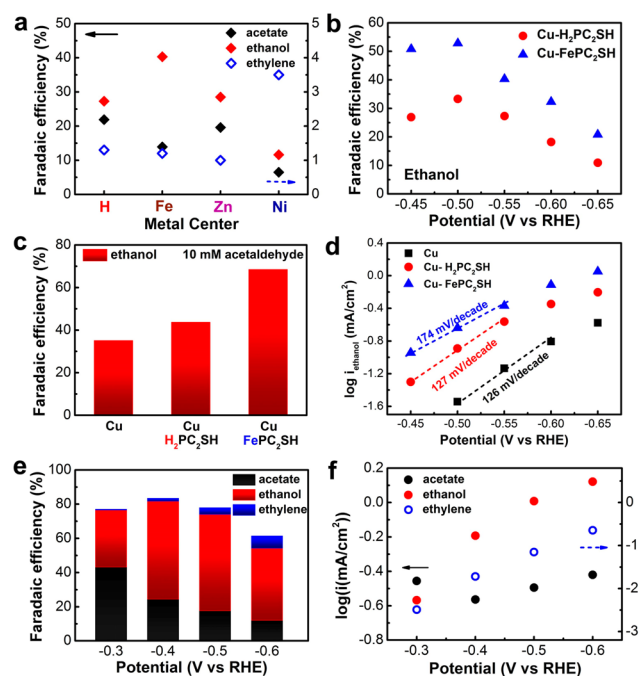 a
Faradaic efficiency (%)
50
40
30
20
10
0
acetate
ethanol
ethylene
5
4
3
2
1
0
H Fe Zn Ni
Metal Center
b
Faradaic efficiency (%)
60
50
40
30
20
10
0
Cu-H₂PC₂SH
Cu-FePC₂SH
Ethanol
-0.45 -0.50 -0.55 -0.60 -0.65
Potential (V vs RHE)
c
Faradaic efficiency (%)
80
60
40
20
0
ethanol 10 mM acetaldehyde
Cu Cu Cu
H₂PC₂SH FePC₂SH
d
log i_ethanol (mA/cm²)
0.4
0.0
-0.4
-0.8
-1.2
-1.6
Cu
Cu- H₂PC₂SH
Cu- FePC₂SH
174 mV/decade
127 mV/decade
126 mV/decade
-0.45 -0.50 -0.55 -0.60 -0.65
Potential (V vs RHE)
e
Faradaic efficiency (%)
100
80
60
40
20
0
acetate
ethanol
ethylene
-0.3 -0.4 -0.5 -0.6
Potential (V vs RHE)
f
log(i(mA/cm²))
0.2
0.0
-0.2
-0.4
-0.6
-0.8
acetate
ethanol
ethylene
0
-1
-2
-3
-0.3 -0.4 -0.5 -0.6
Potential (V vs RHE)